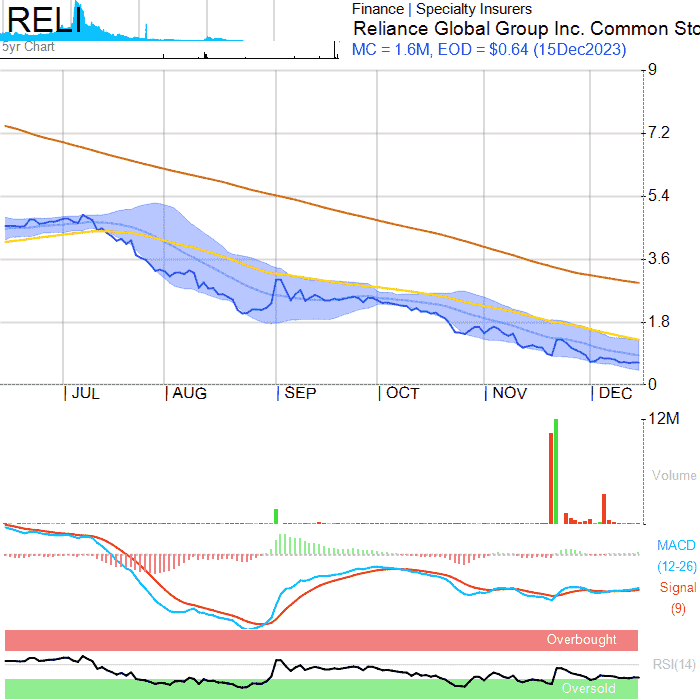 RELI
5yr Chart
Finance | Specialty Insurers
Reliance Global Group Inc. Common Sto
MC = 1.6M, EOD = $0.64 (15Dec2023)
9
7.2
5.4
3.6
1.8
0
JUL AUG SEP OCT NOV DEC
12M
Volume
MACD
(12-26)
Signal
(9)
Overbought
RSI(14)
Oversold